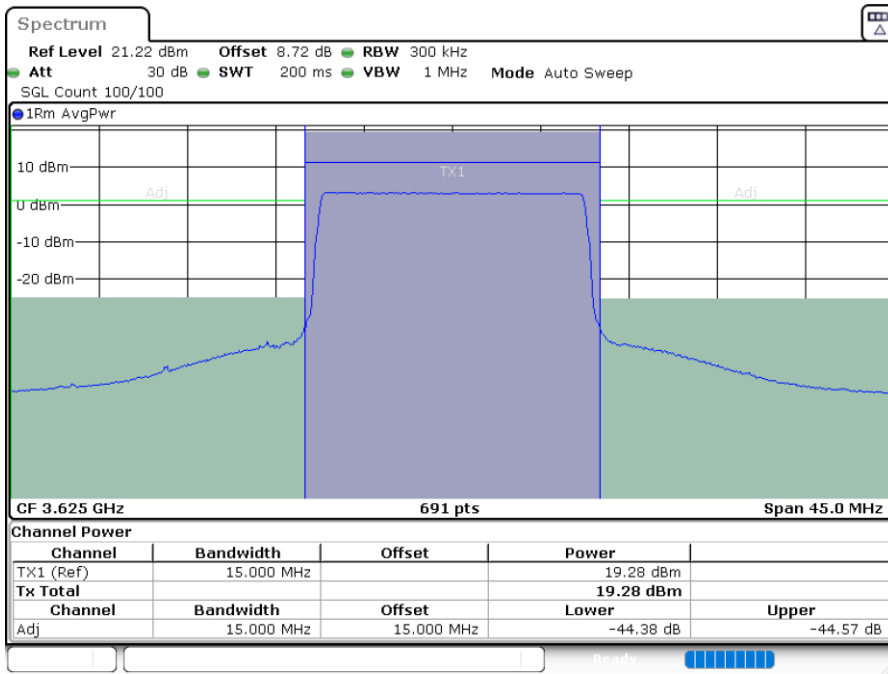 Spectrum
Ref Level 21.22 dBm Offset 8.72 dB RBW 300 kHz
Att 30 dB SWT 200 ms VBW 1 MHz Mode Auto Sweep
SGL Count 100/100
1Rm AvgPwr
10 dBm
TX1
Adj Adj
0 dBm
-10 dBm
-20 dBm
CF 3.625 GHz 691 pts Span 45.0 MHz
Channel Power
Channel Bandwidth Offset Power
TX1 (Ref) 15.000 MHz 19.28 dBm
Tx Total 19.28 dBm
Channel Bandwidth Offset Lower Upper
Adj 15.000 MHz 15.000 MHz -44.38 dB -44.57 dB
Ready